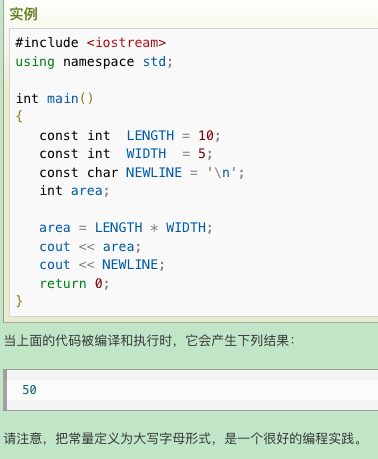 实例
#include <iostream>
using namespace std;
int main()
{
   const int  LENGTH = 10;
   const int  WIDTH  = 5;
   const char NEWLINE = '\n';
   int area;
   area = LENGTH * WIDTH;
   cout << area;
   cout << NEWLINE;
   return 0;
}
当上面的代码被编译和执行时，它会产生下列结果：
50
请注意，把常量定义为大写字母形式，是一个很好的编程实践。